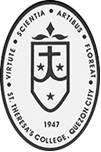 VIRTUTE • SCIENTIA • ARTIBUS • FLOREAT
ST. THERESA'S COLLEGE, QUEZON CITY
1947